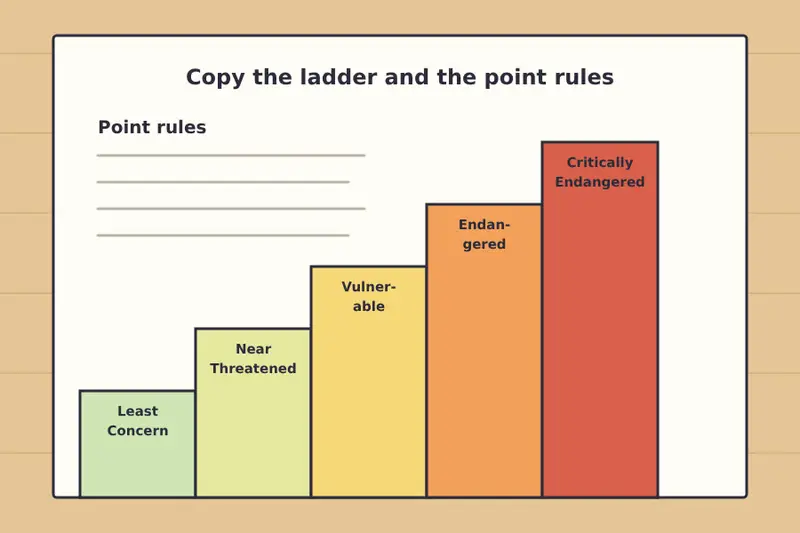 Copy the ladder and the point rules
Point rules
Critically
Endangered
Endan-
gered
Vulner-
able
Near
Threatened
Least
Concern